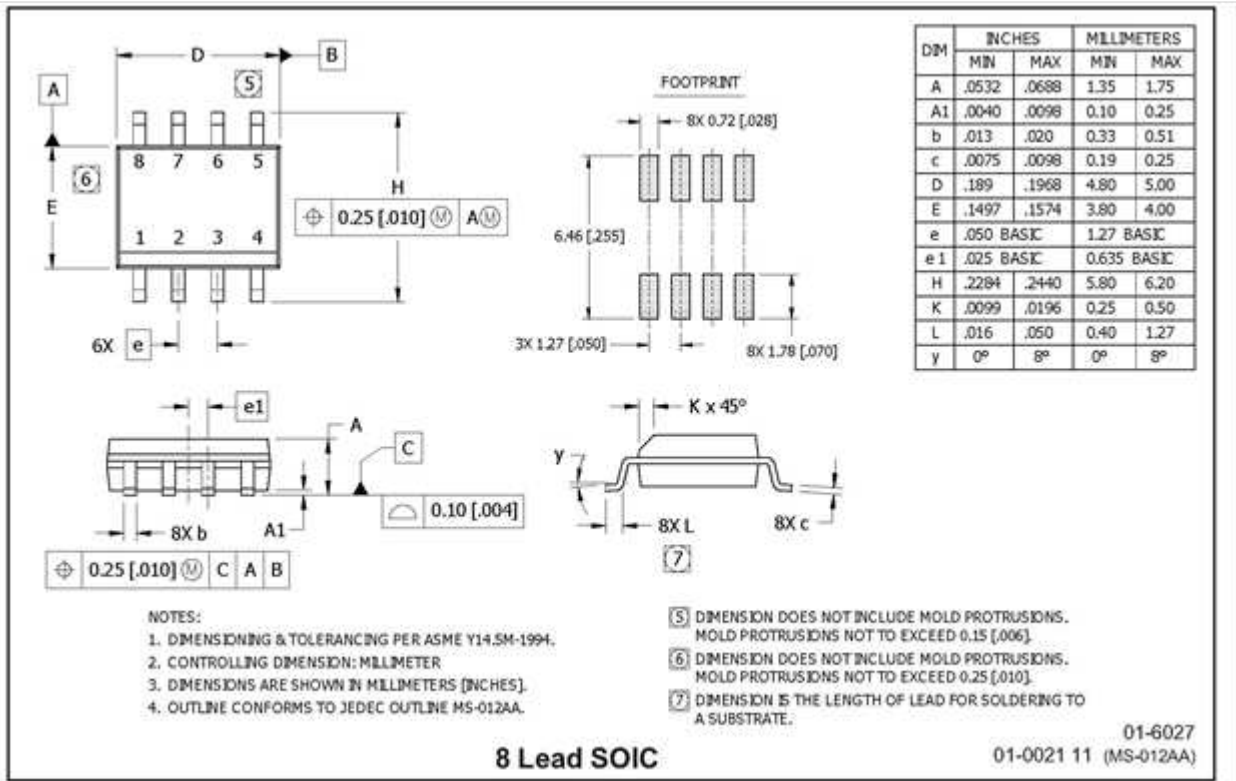 D
B
5
A
8 7 6 5
6
E
H
⌖ 0.25 [.010] Ⓜ AⓂ
1 2 3 4
6X e
FOOTPRINT
8X 0.72 [.028]
6.46 [.255]
3X 1.27 [.050]
8X 1.78 [.070]
DIM INCHES MILLIMETERS
MIN MAX MIN MAX
A .0532 .0688 1.35 1.75
A1 .0040 .0098 0.10 0.25
b .013 .020 0.33 0.51
c .0075 .0098 0.19 0.25
D .189 .1968 4.80 5.00
E .1497 .1574 3.80 4.00
e .050 BASIC 1.27 BASIC
e1 .025 BASIC 0.635 BASIC
H .2284 .2440 5.80 6.20
K .0099 .0196 0.25 0.50
L .016 .050 0.40 1.27
y 0° 8° 0° 8°
e1
A
C
⌓ 0.10 [.004]
8X b
A1
⌖ 0.25 [.010] Ⓜ C A B
K x 45°
y
8X L
8X c
7
NOTES:
1. DIMENSIONING & TOLERANCING PER ASME Y14.5M-1994.
2. CONTROLLING DIMENSION: MILLIMETER
3. DIMENSIONS ARE SHOWN IN MILLIMETERS [INCHES].
4. OUTLINE CONFORMS TO JEDEC OUTLINE MS-012AA.
5 DIMENSION DOES NOT INCLUDE MOLD PROTRUSIONS.
MOLD PROTRUSIONS NOT TO EXCEED 0.15 [.006].
6 DIMENSION DOES NOT INCLUDE MOLD PROTRUSIONS.
MOLD PROTRUSIONS NOT TO EXCEED 0.25 [.010].
7 DIMENSION IS THE LENGTH OF LEAD FOR SOLDERING TO
A SUBSTRATE.
8 Lead SOIC
01-6027
01-0021 11 (MS-012AA)